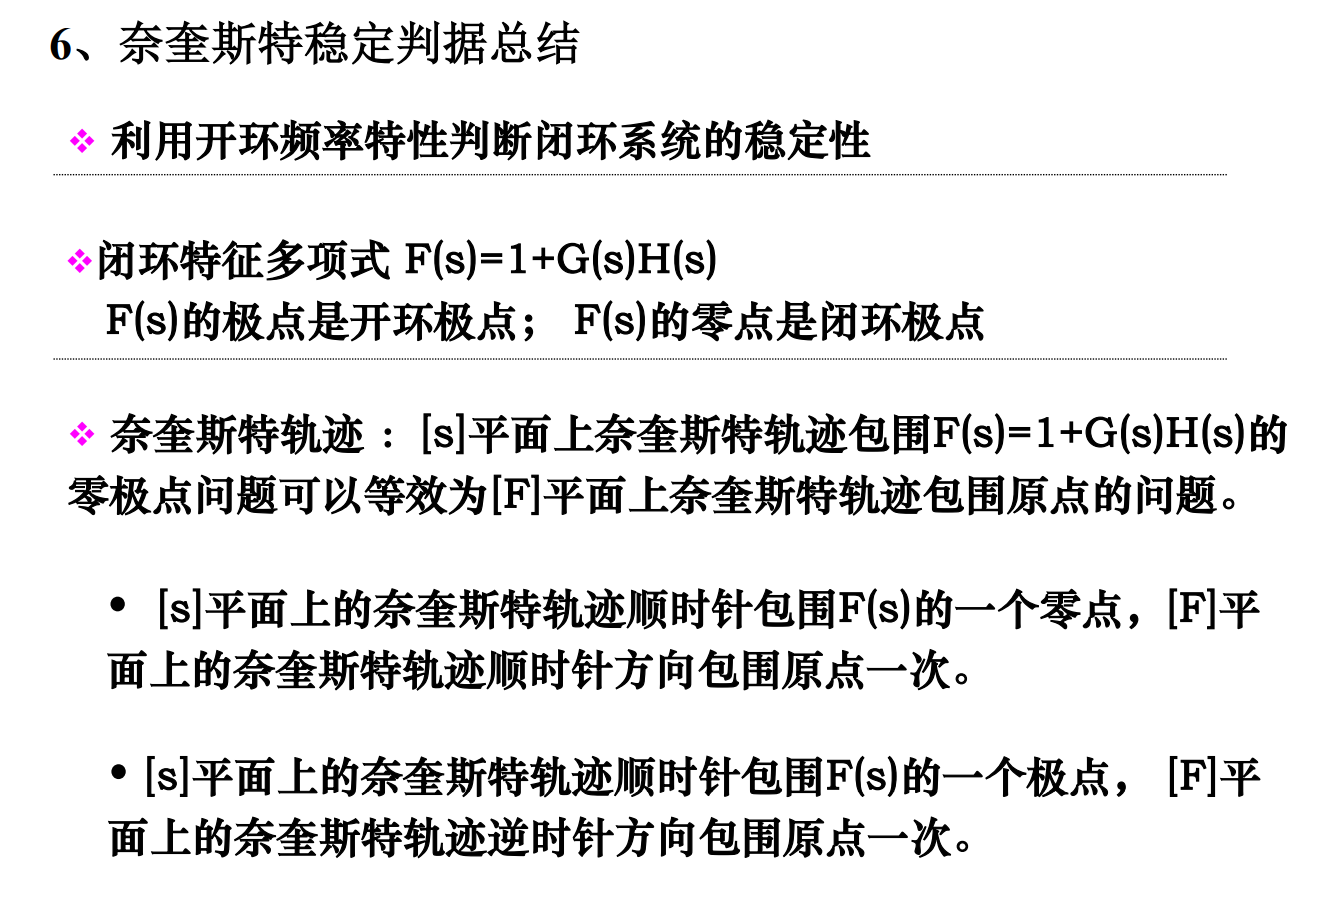 6、奈奎斯特稳定判据总结
❖ 利用开环频率特性判断闭环系统的稳定性
❖闭环特征多项式 F(s)=1+G(s)H(s)
F(s)的极点是开环极点； F(s)的零点是闭环极点
❖ 奈奎斯特轨迹 ：[s]平面上奈奎斯特轨迹包围F(s)=1+G(s)H(s)的
零极点问题可以等效为[F]平面上奈奎斯特轨迹包围原点的问题。
• [s]平面上的奈奎斯特轨迹顺时针包围F(s)的一个零点，[F]平
面上的奈奎斯特轨迹顺时针方向包围原点一次。
• [s]平面上的奈奎斯特轨迹顺时针包围F(s)的一个极点， [F]平
面上的奈奎斯特轨迹逆时针方向包围原点一次。